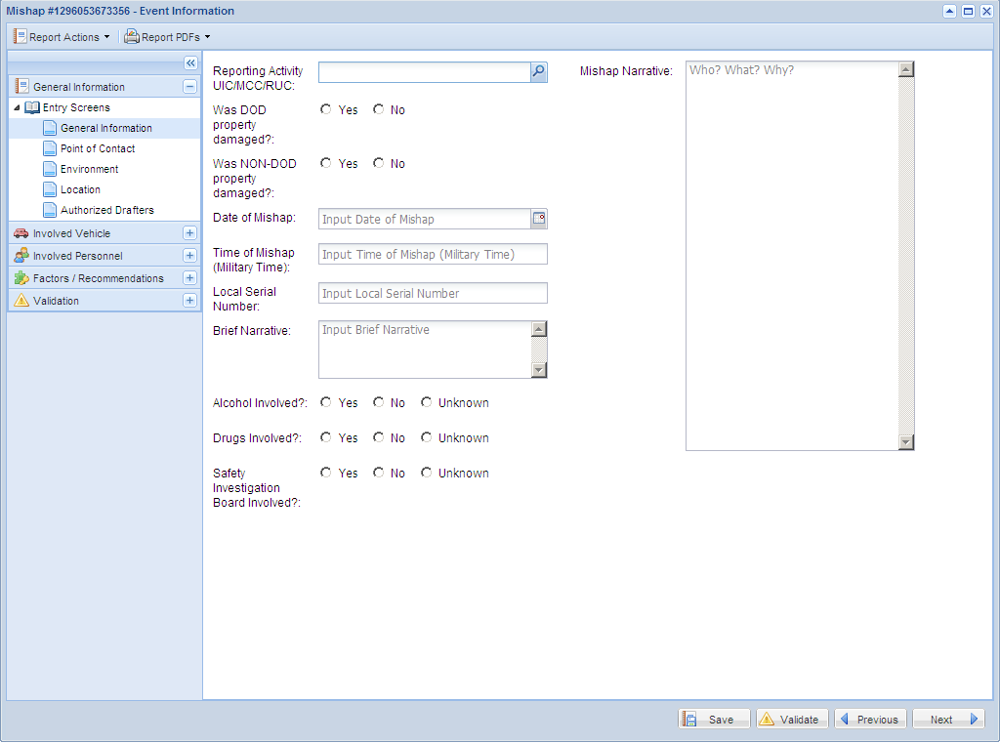 Mishap #1296053673356 - Event Information
Report Actions
Report PDFs
General Information
Entry Screens
General Information
Point of Contact
Environment
Location
Authorized Drafters
Involved Vehicle
Involved Personnel
Factors / Recommendations
Validation
Reporting Activity
UIC/MCC/RUC:
Was DOD
property
damaged?:
Yes No
Was NON-DOD
property
damaged?:
Yes No
Date of Mishap:
Input Date of Mishap
Time of Mishap
(Military Time):
Input Time of Mishap (Military Time)
Local Serial
Number:
Input Local Serial Number
Brief Narrative:
Input Brief Narrative
Alcohol Involved?:
Yes No Unknown
Drugs Involved?:
Yes No Unknown
Safety
Investigation
Board Involved?:
Yes No Unknown
Mishap Narrative:
Who? What? Why?
Save
Validate
Previous
Next